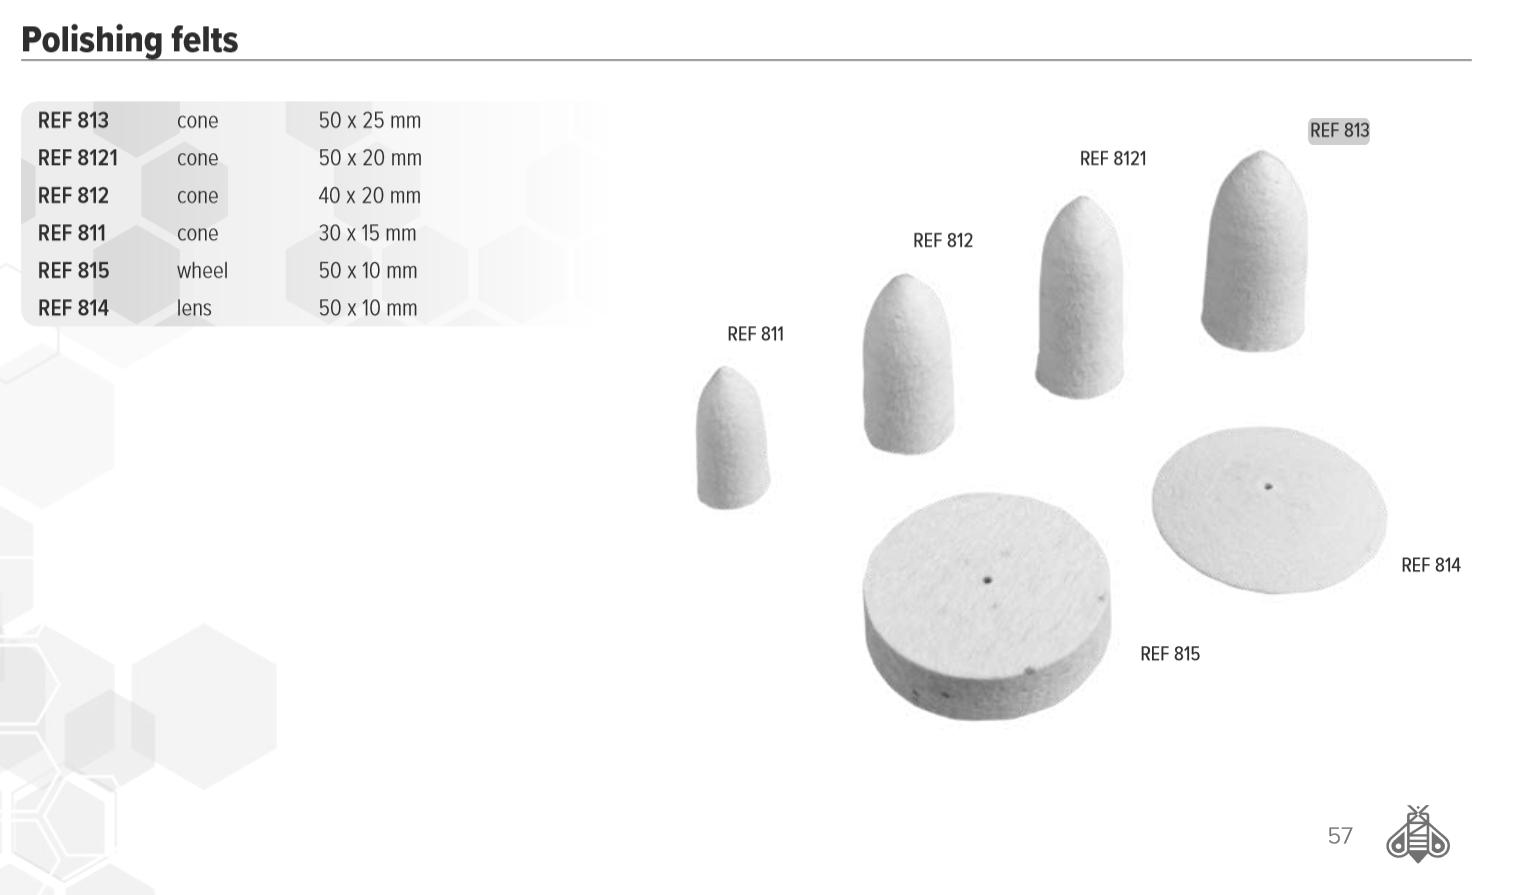 Polishing felts
REF 813 cone 50 x 25 mm
REF 8121 cone 50 x 20 mm
REF 812 cone 40 x 20 mm
REF 811 cone 30 x 15 mm
REF 815 wheel 50 x 10 mm
REF 814 lens 50 x 10 mm
REF 813
REF 8121
REF 812
REF 811
REF 814
REF 815
57